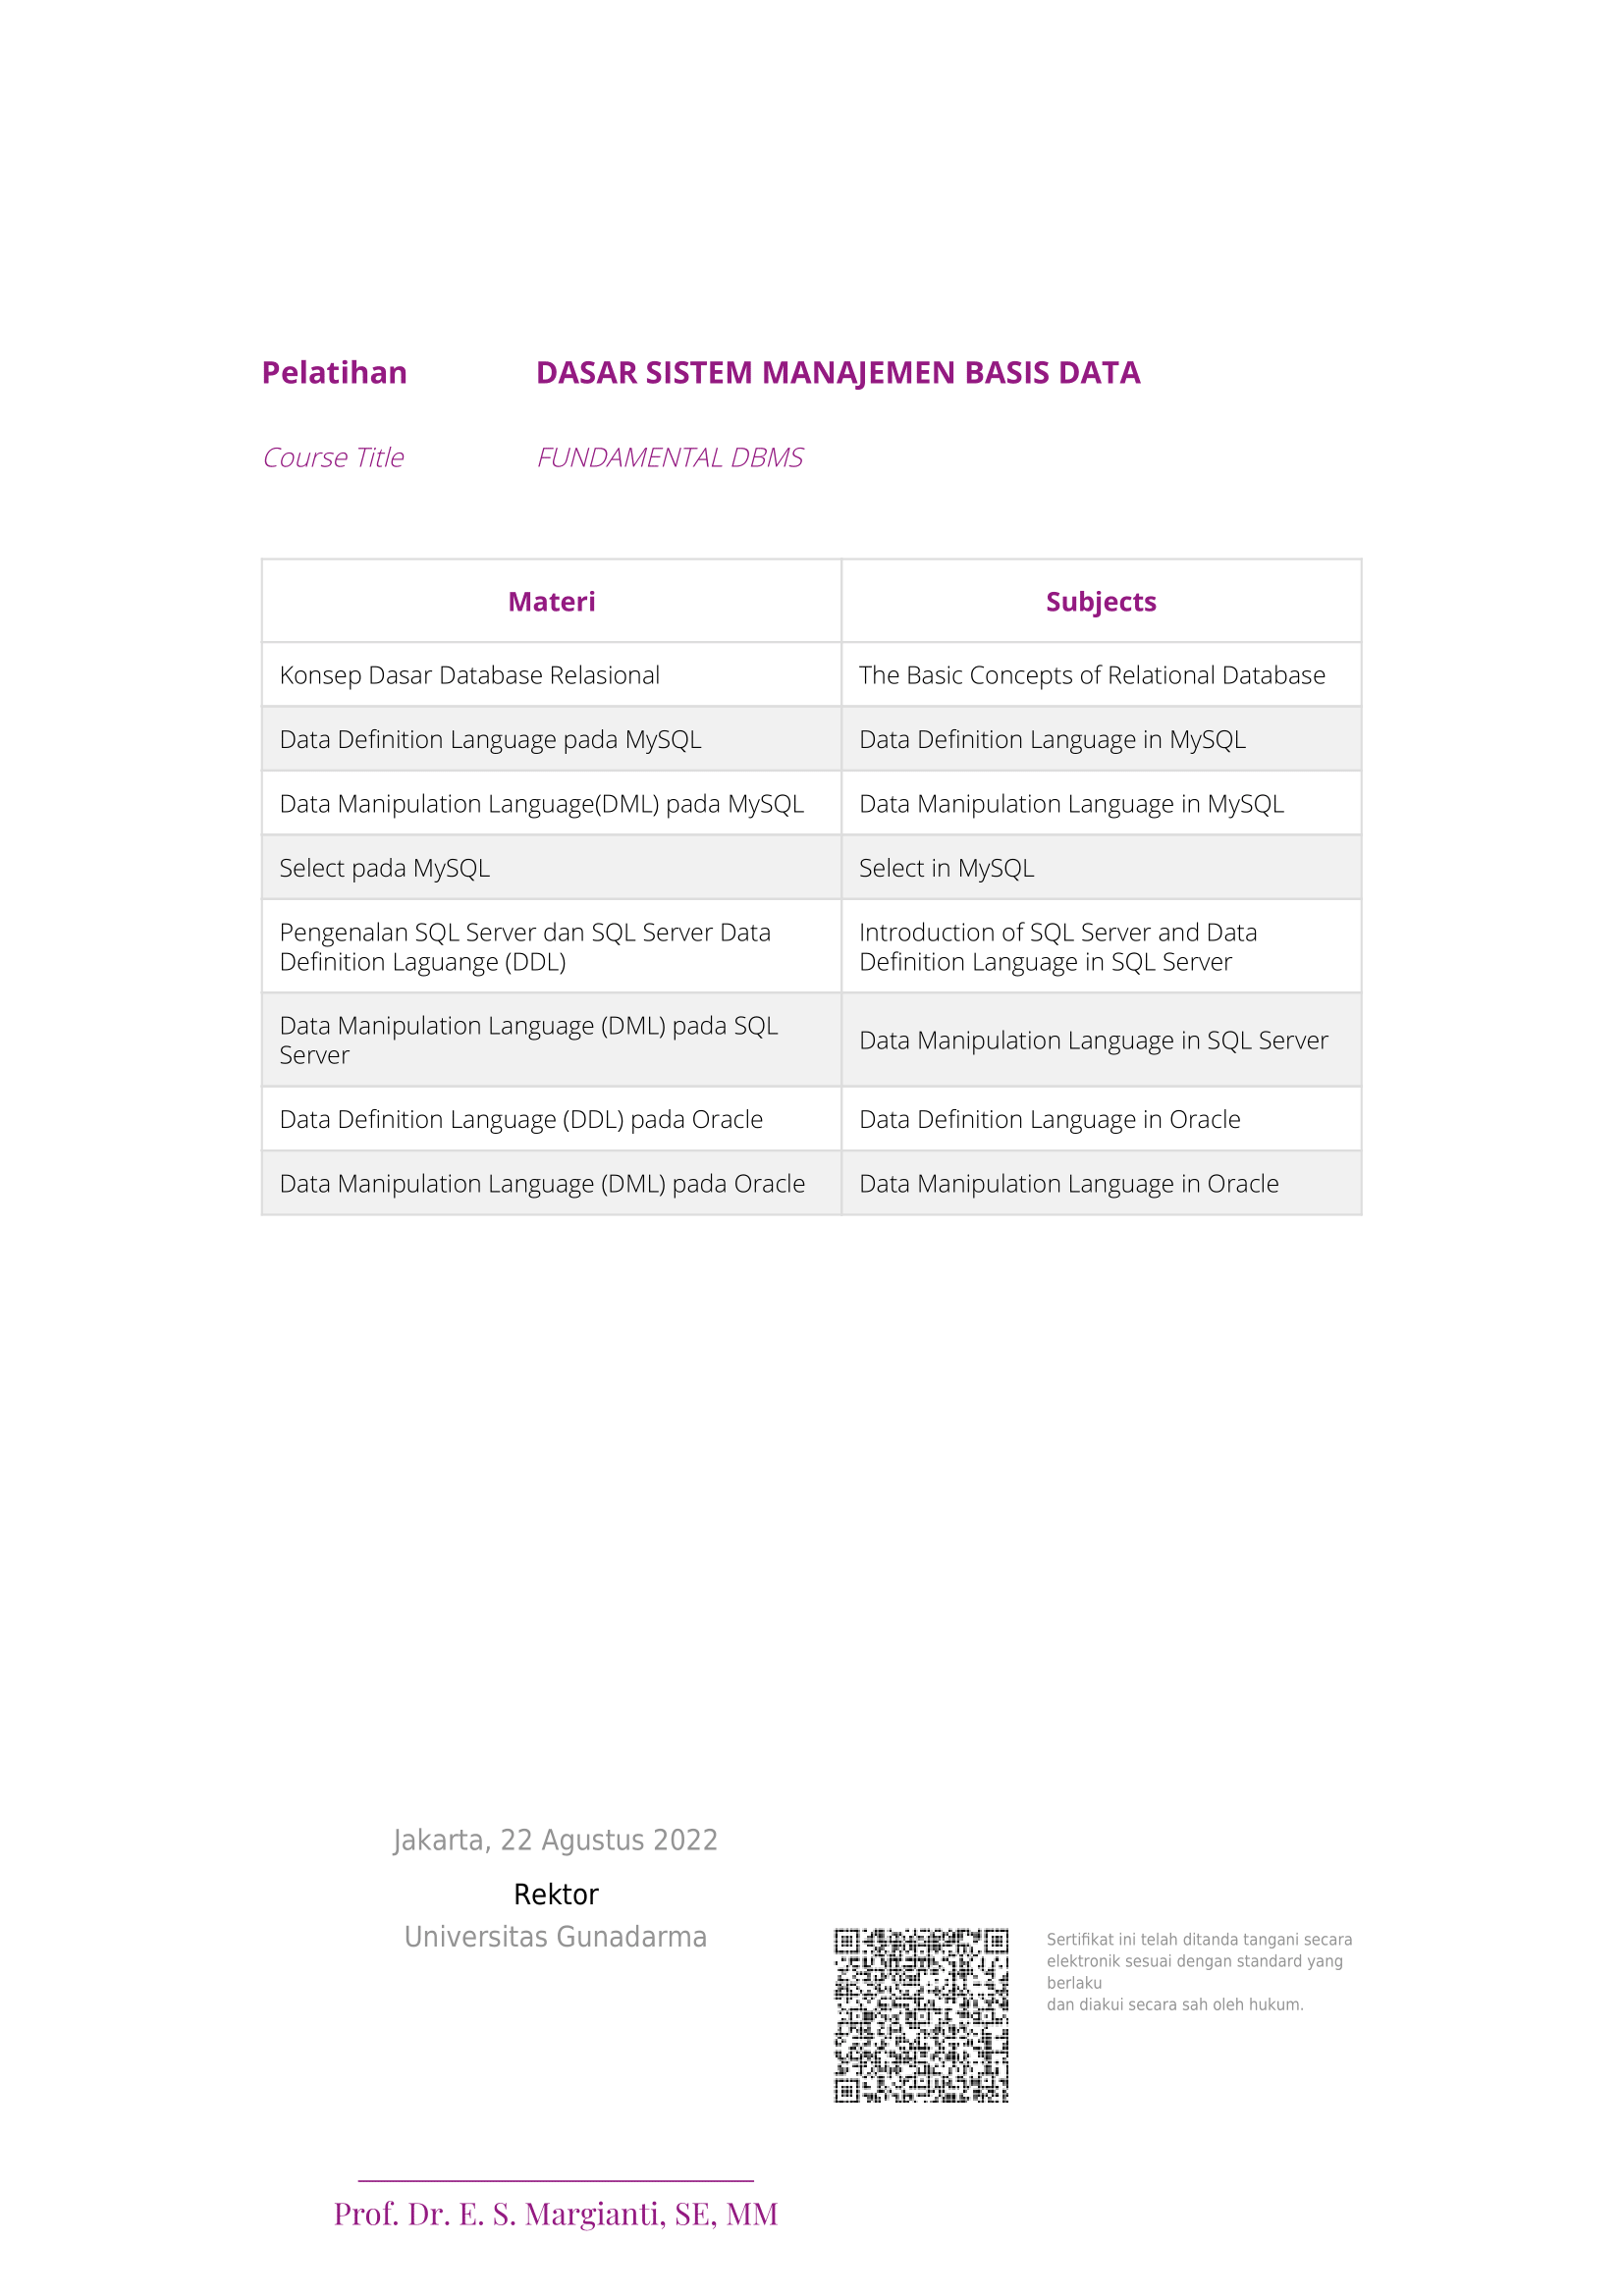 Pelatihan DASAR SISTEM MANAJEMEN BASIS DATA
Course Title FUNDAMENTAL DBMS
Materi Subjects
Konsep Dasar Database Relasional The Basic Concepts of Relational Database
Data Definition Language pada MySQL Data Definition Language in MySQL
Data Manipulation Language(DML) pada MySQL Data Manipulation Language in MySQL
Select pada MySQL Select in MySQL
Pengenalan SQL Server dan SQL Server Data
Definition Laguange (DDL)
Introduction of SQL Server and Data
Definition Language in SQL Server
Data Manipulation Language (DML) pada SQL
Server
Data Manipulation Language in SQL Server
Data Definition Language (DDL) pada Oracle Data Definition Language in Oracle
Data Manipulation Language (DML) pada Oracle Data Manipulation Language in Oracle
Jakarta, 22 Agustus 2022
Rektor
Universitas Gunadarma
Sertifikat ini telah ditanda tangani secara
elektronik sesuai dengan standard yang
berlaku
dan diakui secara sah oleh hukum.
Prof. Dr. E. S. Margianti, SE, MM